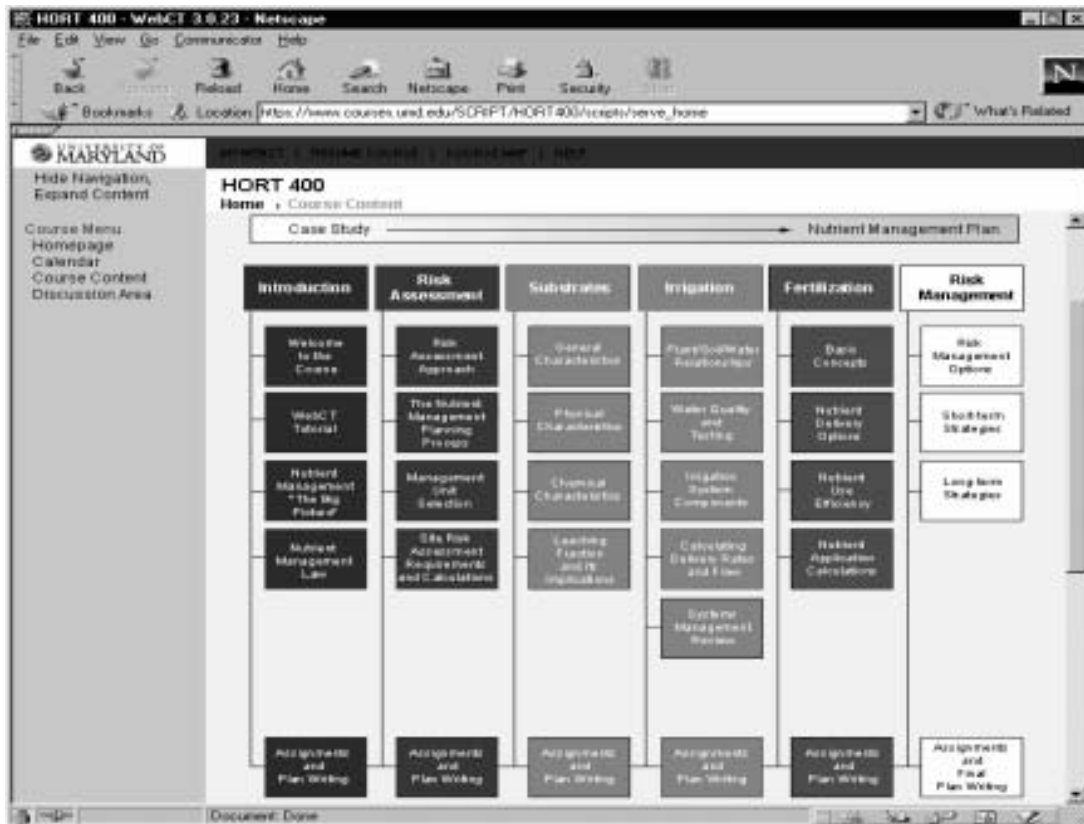 HORT 400 - WebCT 3.0.23 - Netscape
File Edit View Go Communicator Help
Back Reload Home Search Netscape Print Security
Bookmarks Location: https://www.courses.umd.edu/SCRIPT/HORT400/scripts/serve_home What's Related
UNIVERSITY OF
MARYLAND
HELP
Hide Navigation,
Expand Content
Course Menu
Homepage
Calendar
Course Content
Discussion Area
HORT 400
Home › Course Content
Case Study Nutrient Management Plan
Introduction
Welcome
to the
Course
WebCT
Tutorial
Nutrient
Management
"The Big
Picture"
Nutrient
Management
Law
Assignments
and
Plan Writing
Risk
Assessment
Risk
Assessment
Approach
The Nutrient
Management
Planning
Process
Management
Unit
Selection
Site Risk
Assessment
Requirements
and Calculations
Assignments
and
Plan Writing
Substrates
General
Characteristics
Physical
Characteristics
Chemical
Characteristics
Leaching
Fraction
and its
Implications
Assignments
and
Plan Writing
Irrigation
Plant/Soil/Water
Relationships
Water Quality
and
Testing
Irrigation
System
Components
Calculating
Delivery Rates
and
Systems
Management
Review
Assignments
and
Plan Writing
Fertilization
Basic
Concepts
Nutrient
Delivery
Options
Nutrient
Use
Efficiency
Nutrient
Application
Calculations
Assignments
and
Plan Writing
Risk
Management
Risk
Management
Options
Short-term
Strategies
Long-term
Strategies
Assignments
and
Final
Plan Writing
Document: Done